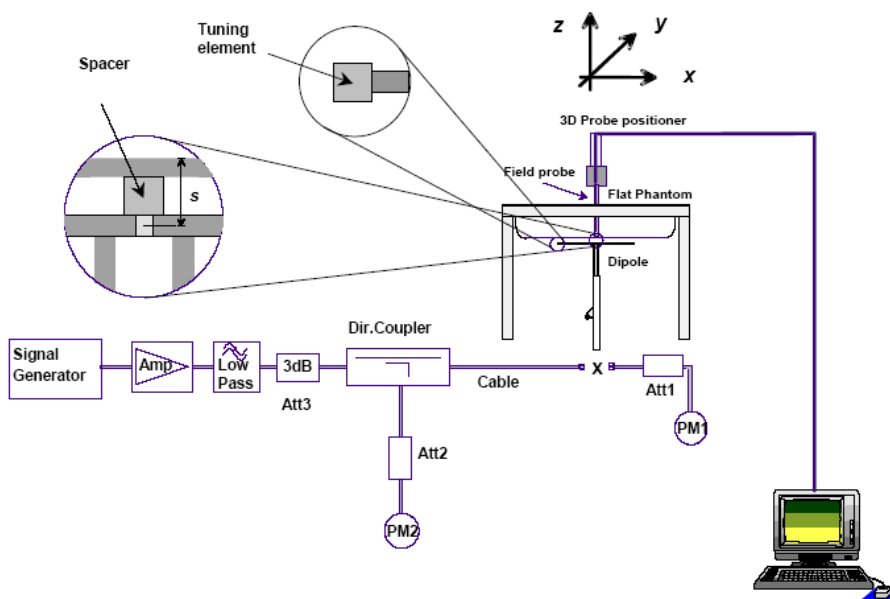 Tuning
element
Spacer
s
z
y
x
3D Probe positioner
Field probe
Flat Phantom
Dipole
Dir.Coupler
Signal
Generator
Amp
Low
Pass
3dB
Att3
Cable
X
Att1
PM1
Att2
PM2